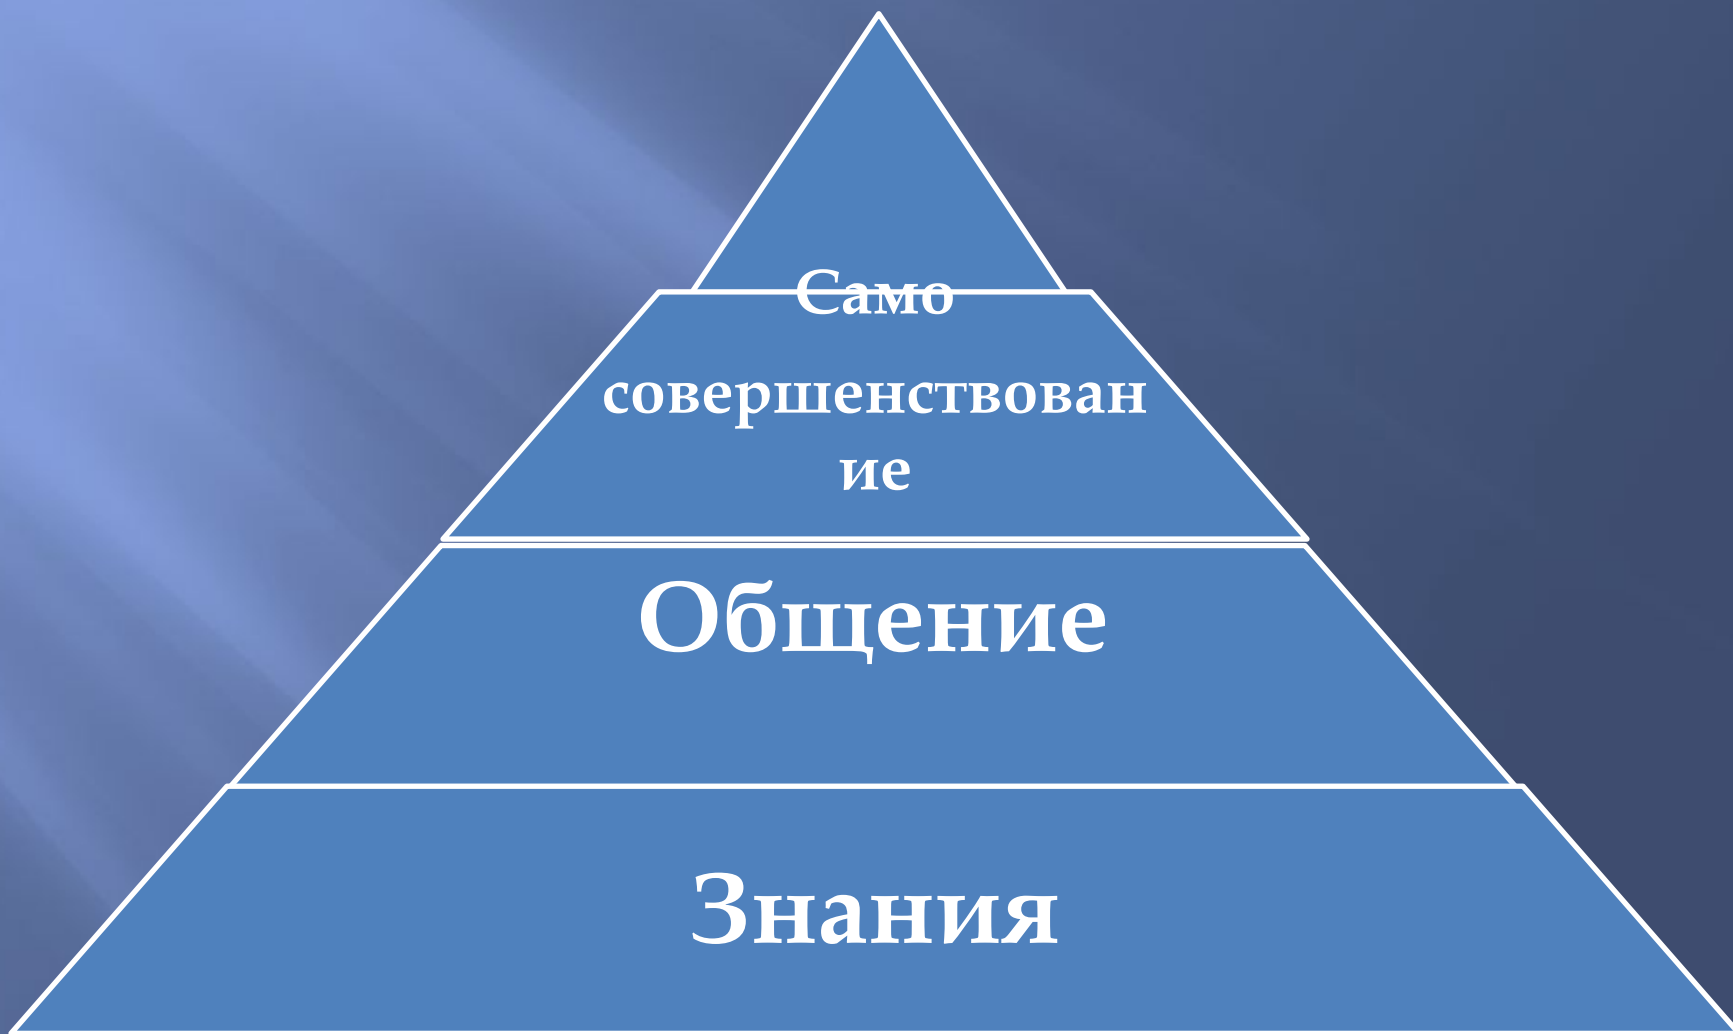 Само
совершенствован
ие
Общение
Знания